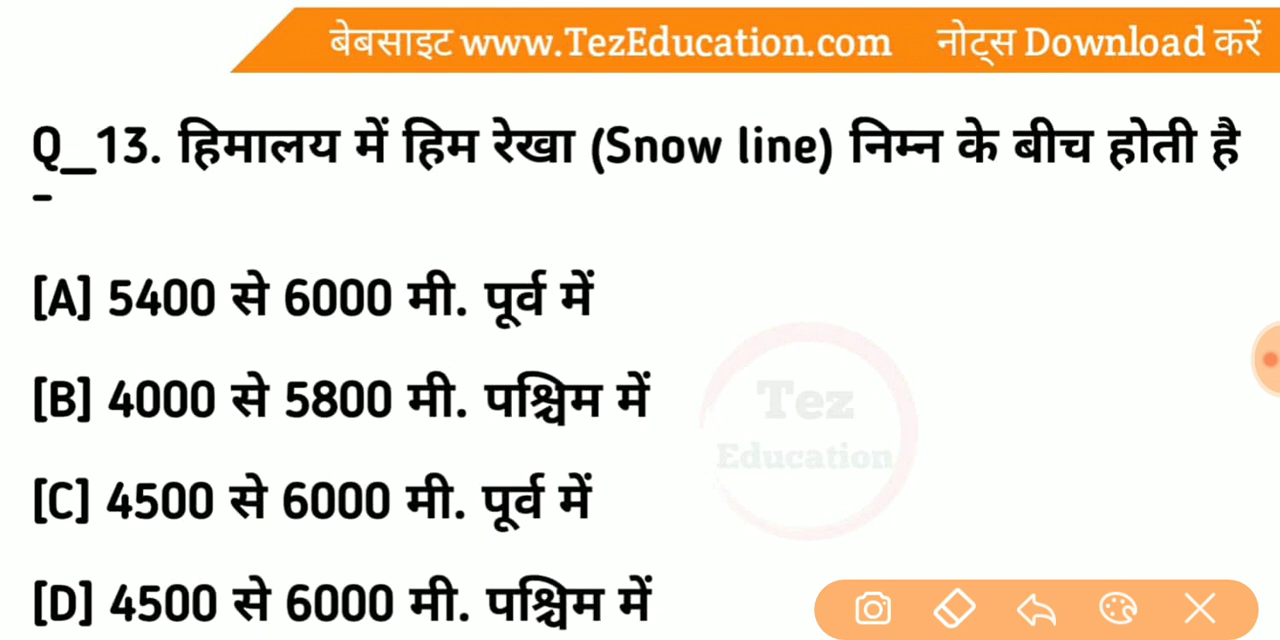 बेबसाइट www.TezEducation.com नोट्स Download करें
Q_13. हिमालय में हिम रेखा (Snow line) निम्न के बीच होती है
-
[A] 5400 से 6000 मी. पूर्व में
[B] 4000 से 5800 मी. पश्चिम में
Tez
Education
[C] 4500 से 6000 मी. पूर्व में
[D] 4500 से 6000 मी. पश्चिम में